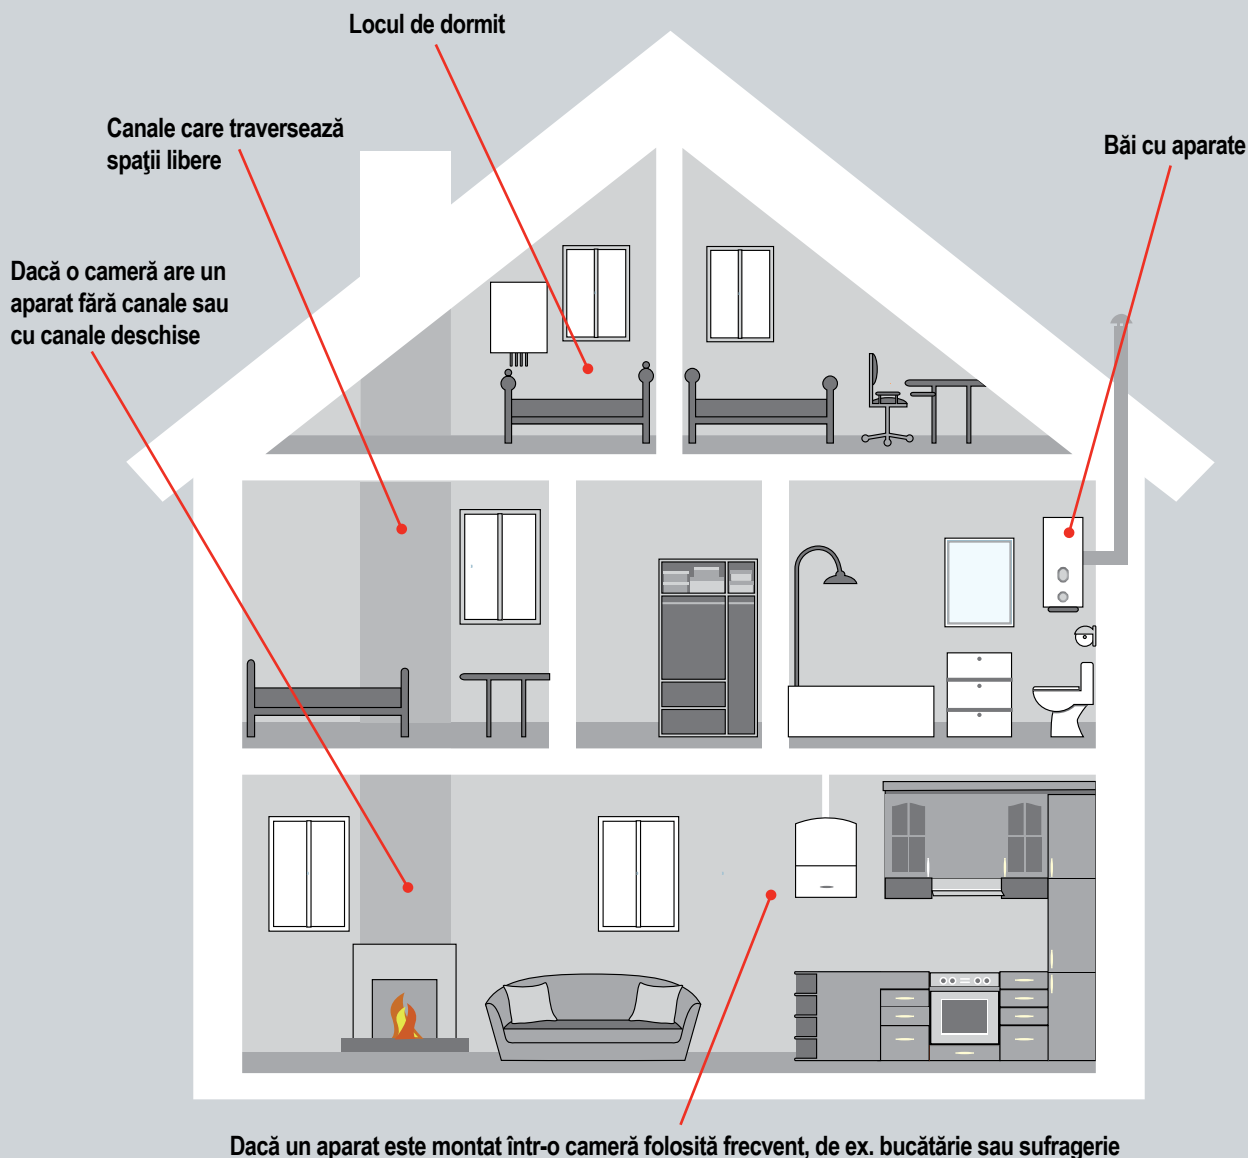 Locul de dormit
Canale care traversează
spaţii libere
Băi cu aparate
Dacă o cameră are un
aparat fără canale sau
cu canale deschise
Dacă un aparat este montat într-o cameră folosită frecvent, de ex. bucătărie sau sufragerie